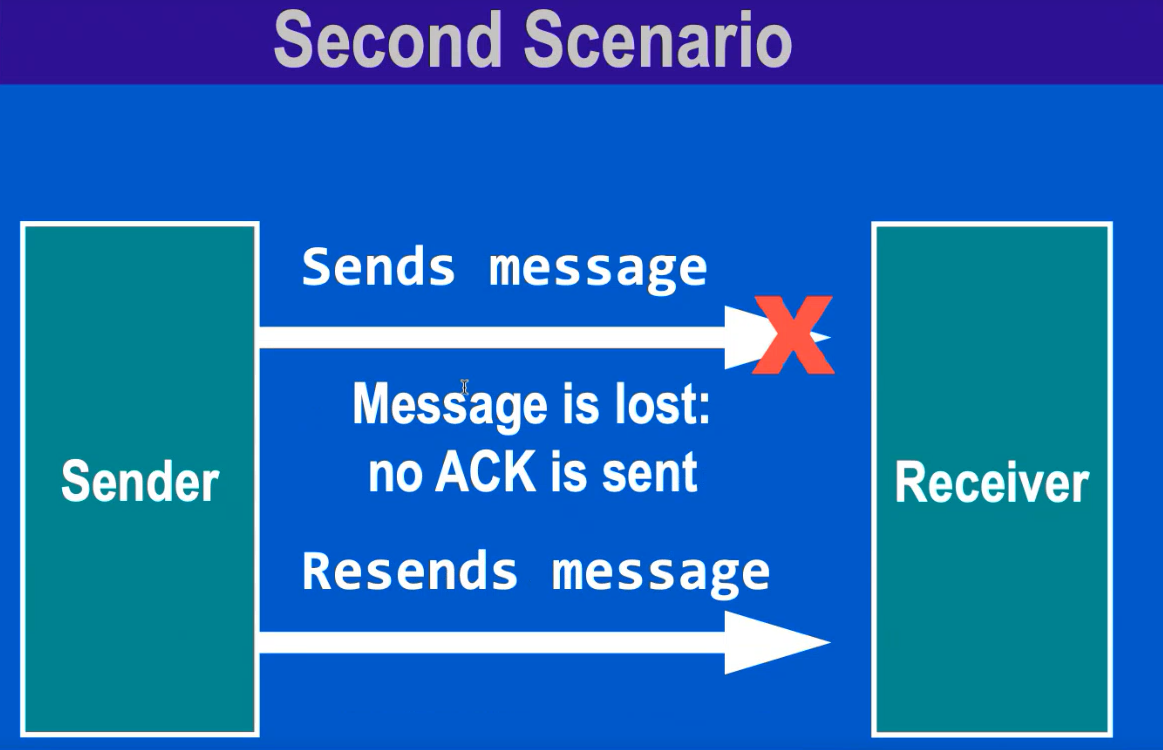 Second Scenario
Sends message
X
Message is lost:
no ACK is sent
Sender
Receiver
Resends message